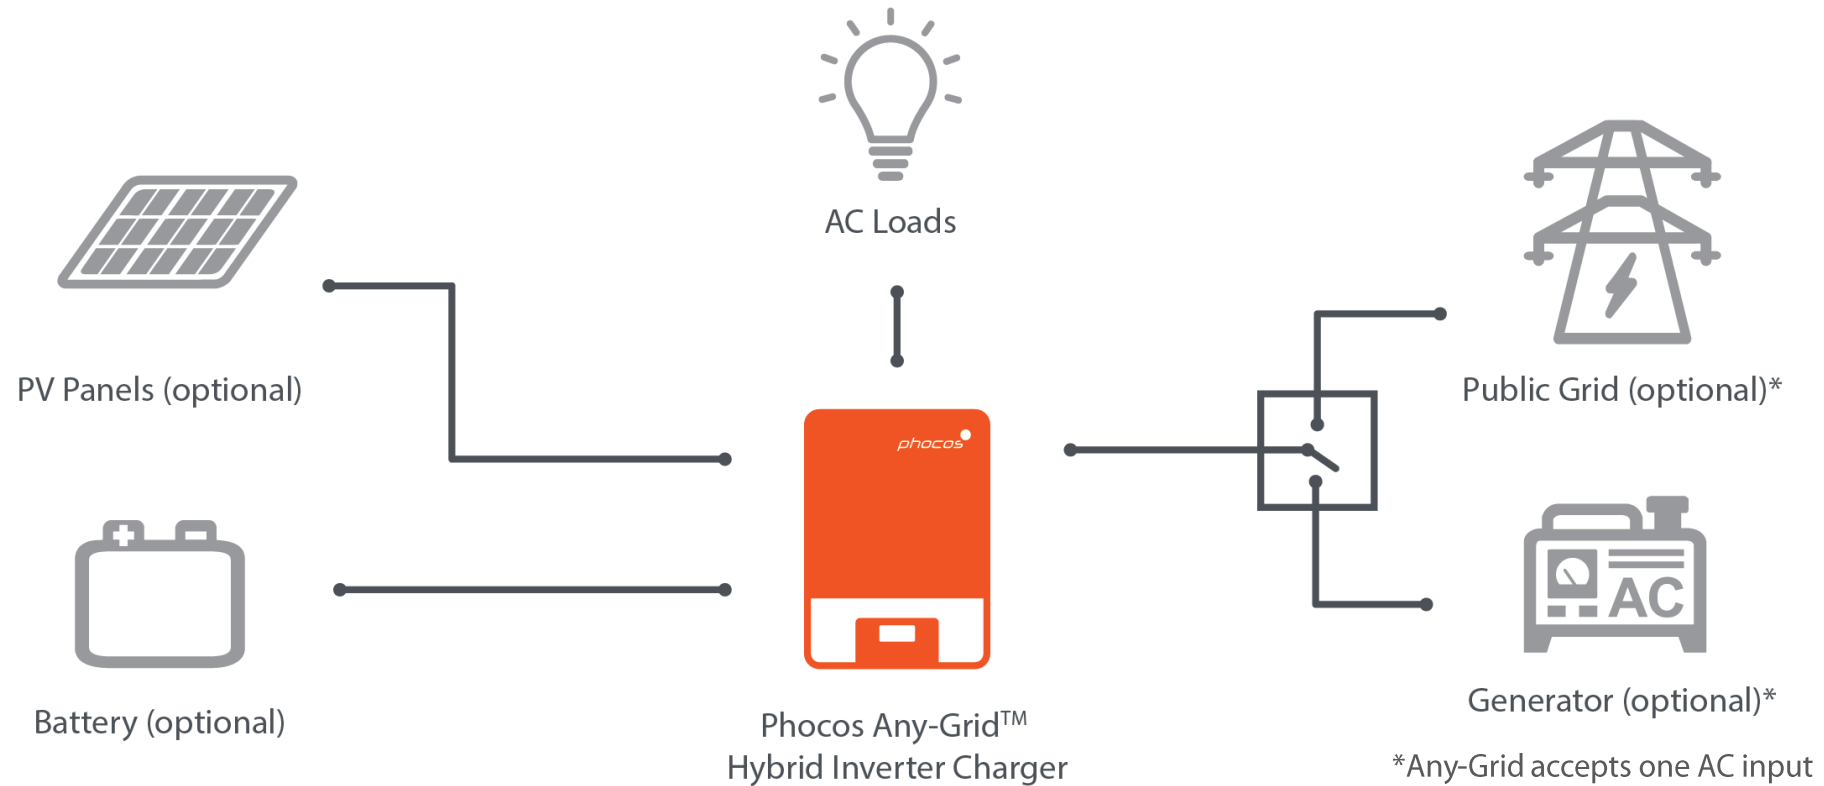 AC Loads
PV Panels (optional)
Public Grid (optional)*
phocos
AC
Battery (optional)
Generator (optional)*
Phocos Any-Grid™
Hybrid Inverter Charger
*Any-Grid accepts one AC input